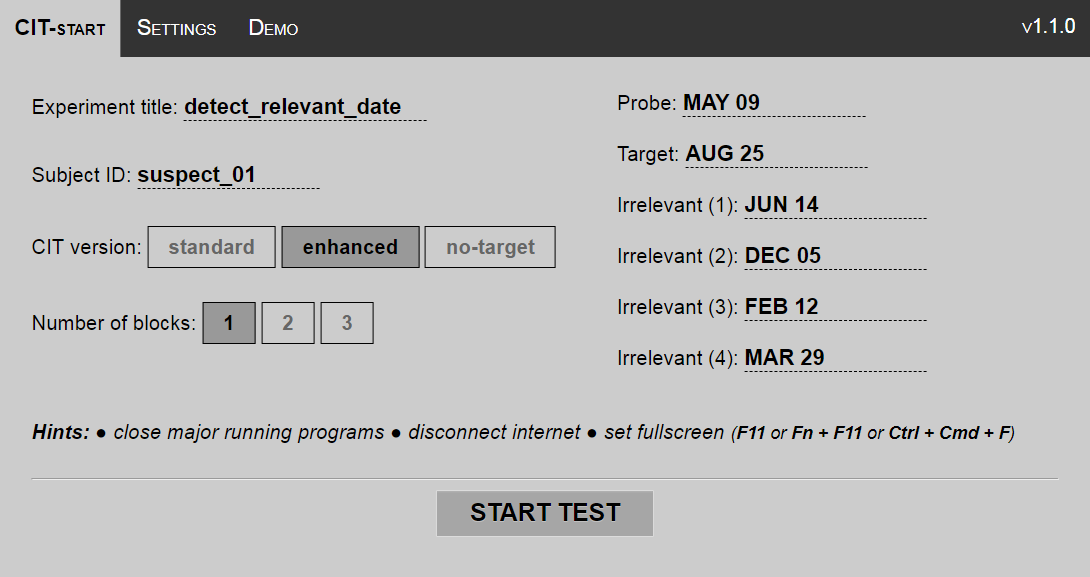 CIT-START Settings Demo v1.1.0
Experiment title: detect_relevant_date
Subject ID: suspect_01
CIT version: standard enhanced no-target
Number of blocks: 1 2 3
Probe: MAY 09
Target: AUG 25
Irrelevant (1): JUN 14
Irrelevant (2): DEC 05
Irrelevant (3): FEB 12
Irrelevant (4): MAR 29
Hints: ● close major running programs ● disconnect internet ● set fullscreen (F11 or Fn + F11 or Ctrl + Cmd + F)
START TEST